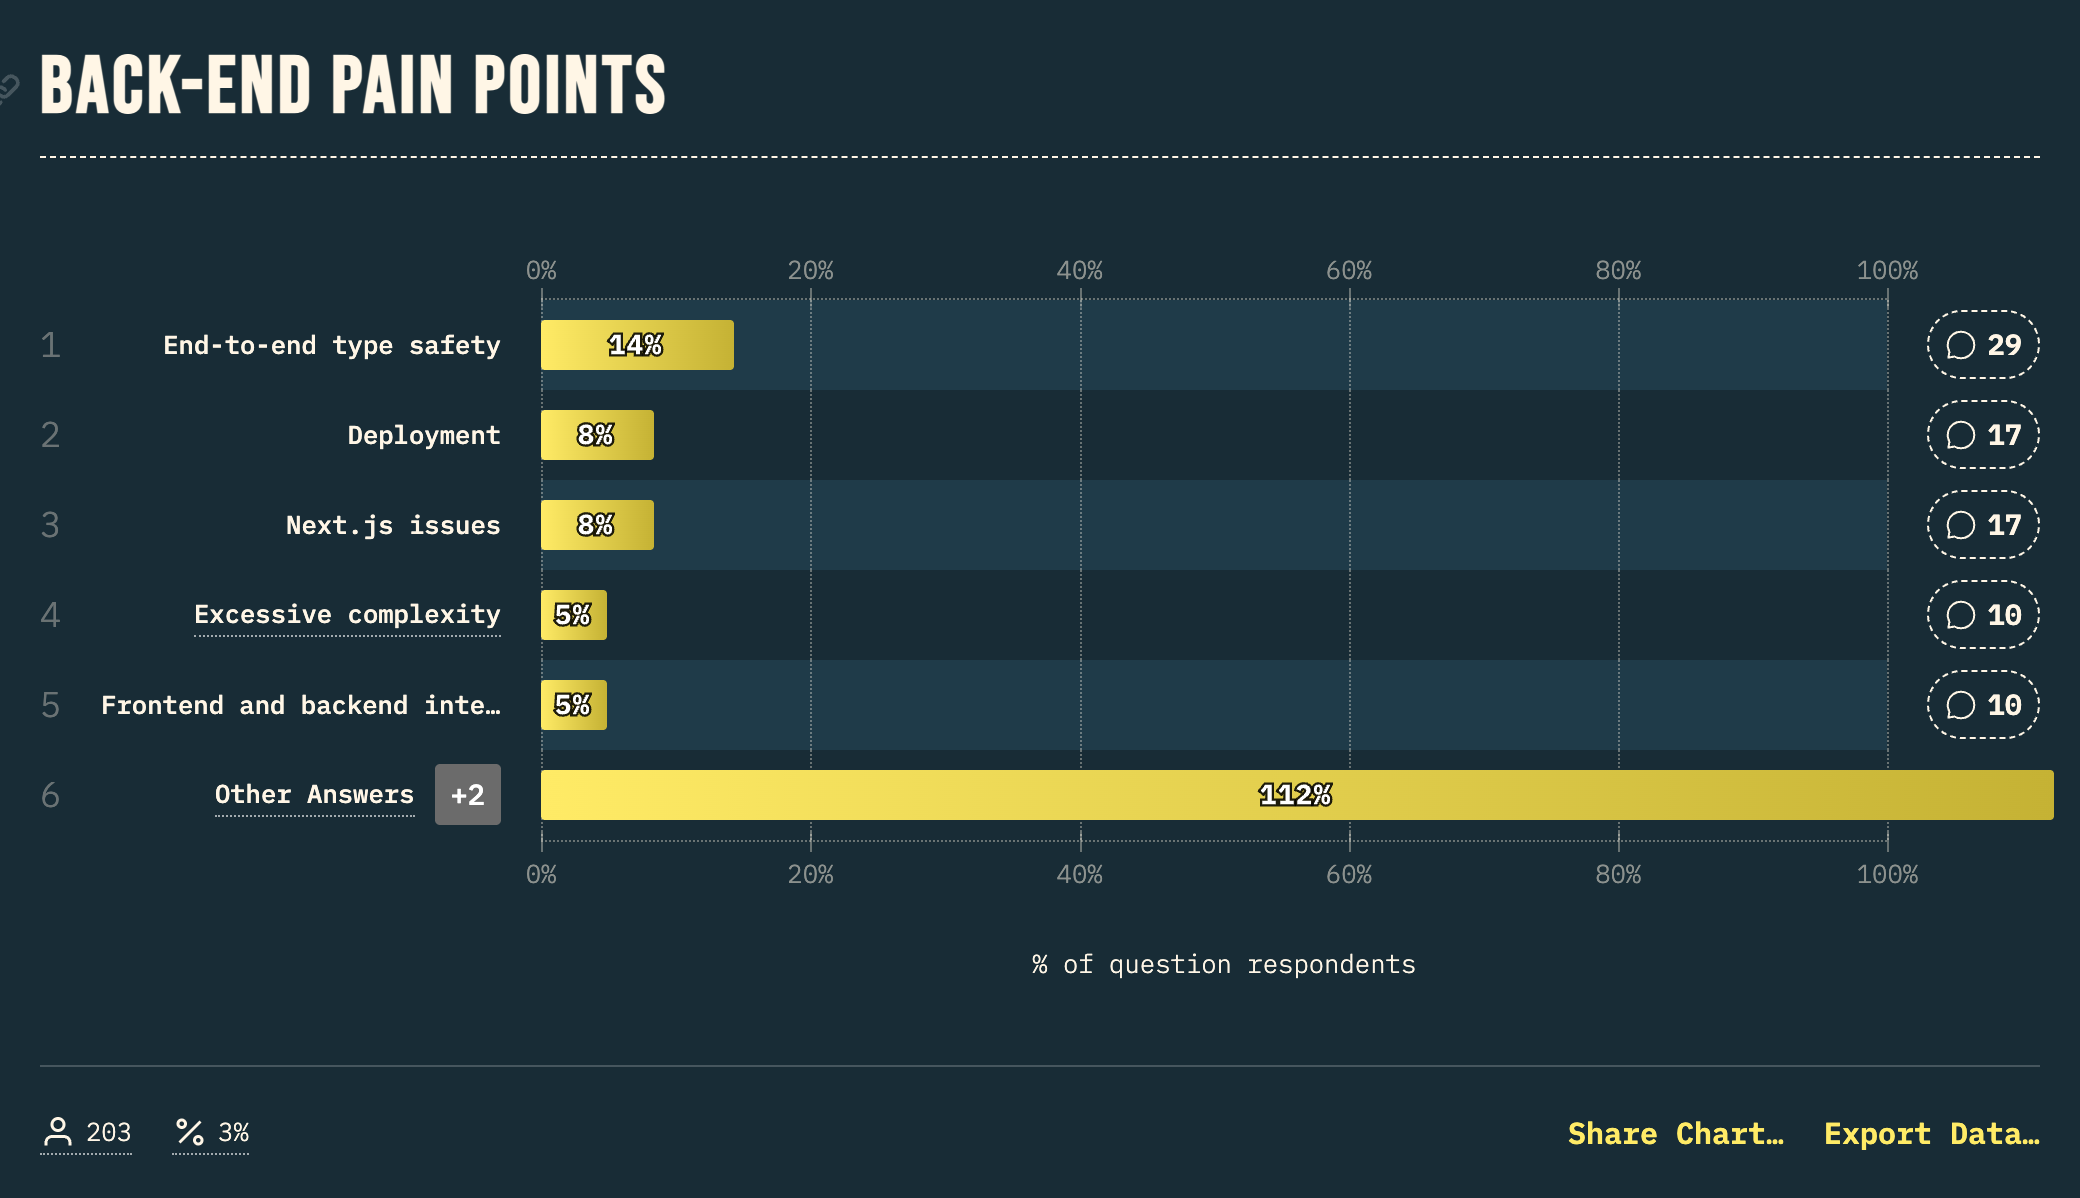 BACK-END PAIN POINTS
0% 20% 40% 60% 80% 100%
1 End-to-end type safety 14% 29
2 Deployment 8% 17
3 Next.js issues 8% 17
4 Excessive complexity 5% 10
5 Frontend and backend inte… 5% 10
6 Other Answers +2 112%
0% 20% 40% 60% 80% 100%
% of question respondents
203 3% Share Chart… Export Data…